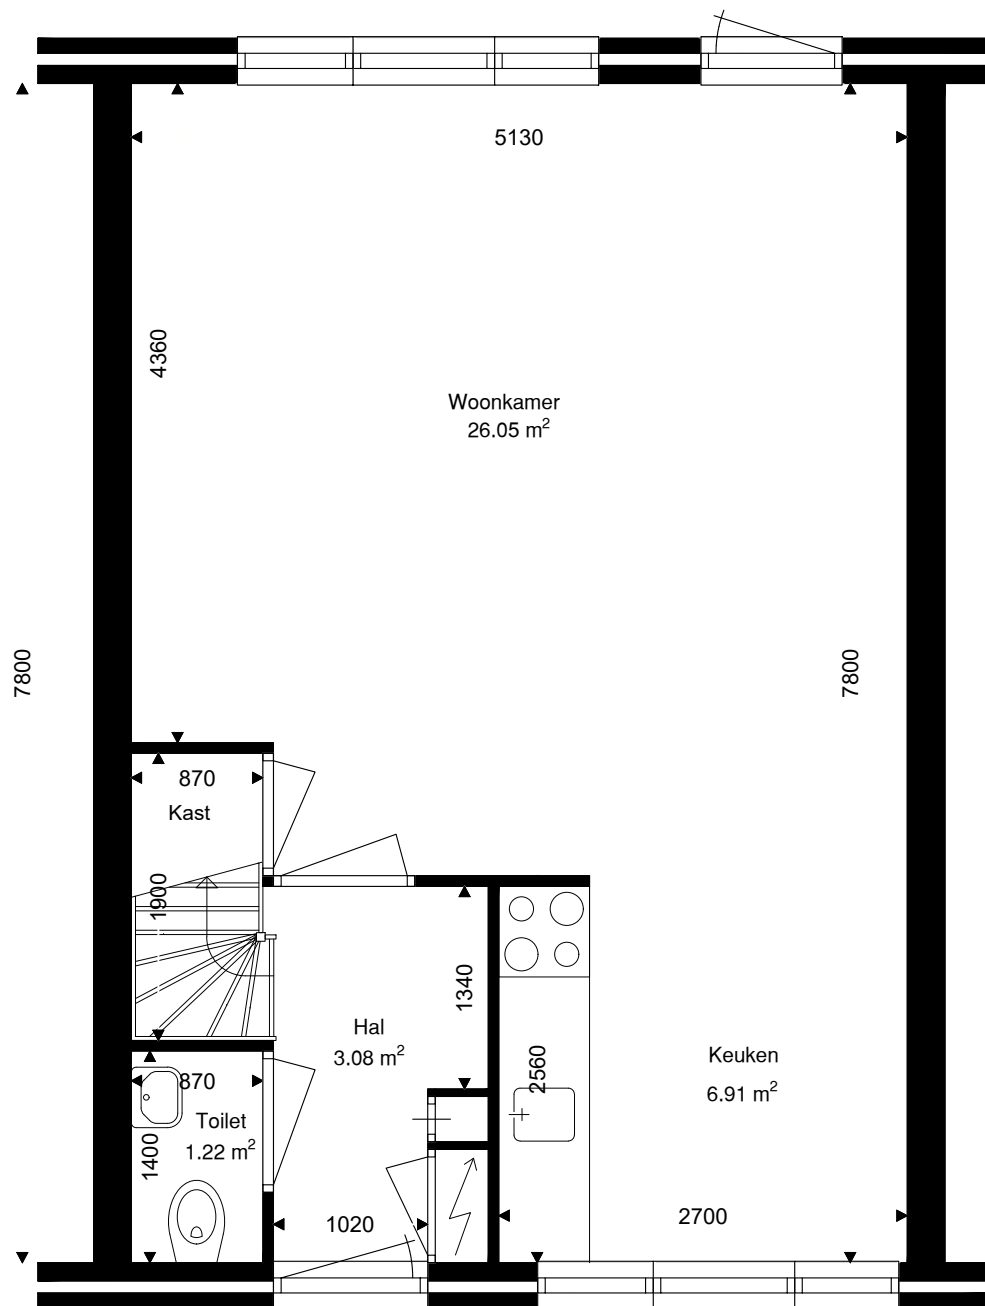 5130
4360
Woonkamer
26.05 m²
7800
7800
870
Kast
1900
1340
Hal
3.08 m²
2560
Keuken
6.91 m²
870
Toilet
1.22 m²
1400
1020
2700